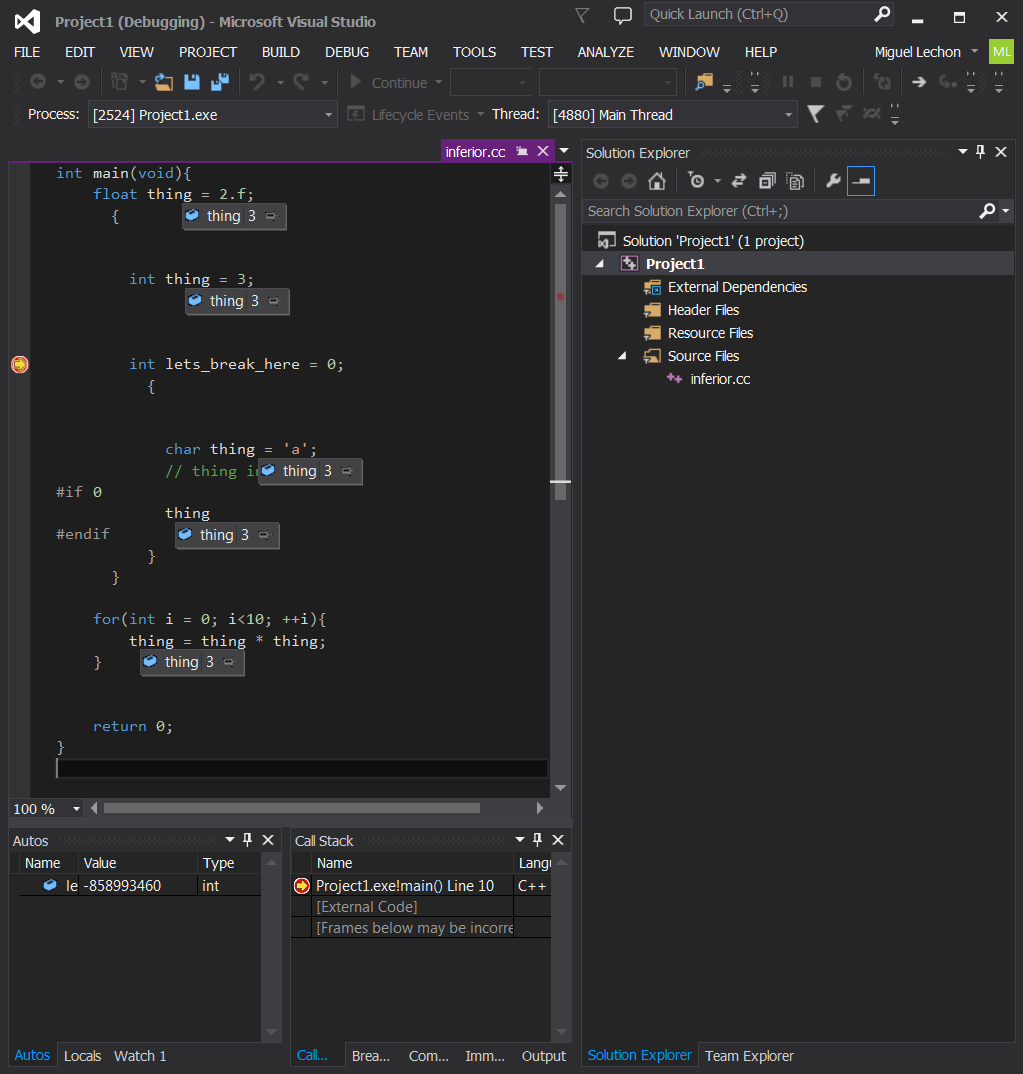 Project1 (Debugging) - Microsoft Visual Studio
Quick Launch (Ctrl+Q)
FILE EDIT VIEW PROJECT BUILD DEBUG TEAM TOOLS TEST ANALYZE WINDOW HELP Miguel Lechon ML
Continue
Process: [2524] Project1.exe Lifecycle Events Thread: [4880] Main Thread
inferior.cc
int main(void){
float thing = 2.f;
{ thing 3
int thing = 3;
thing 3
int lets_break_here = 0;
{
char thing = 'a';
// thing in thing 3
#if 0
thing
#endif thing 3
}
}
for(int i = 0; i<10; ++i){
thing = thing * thing;
} thing 3
return 0;
}
100 %
Solution Explorer
Search Solution Explorer (Ctrl+;)
Solution 'Project1' (1 project)
Project1
External Dependencies
Header Files
Resource Files
Source Files
inferior.cc
Autos
Name Value Type
le -858993460 int
Autos Locals Watch 1
Call Stack
Name Langu
Project1.exe!main() Line 10 C++
[External Code]
[Frames below may be incorre
Call... Brea... Com... Imm... Output
Solution Explorer Team Explorer